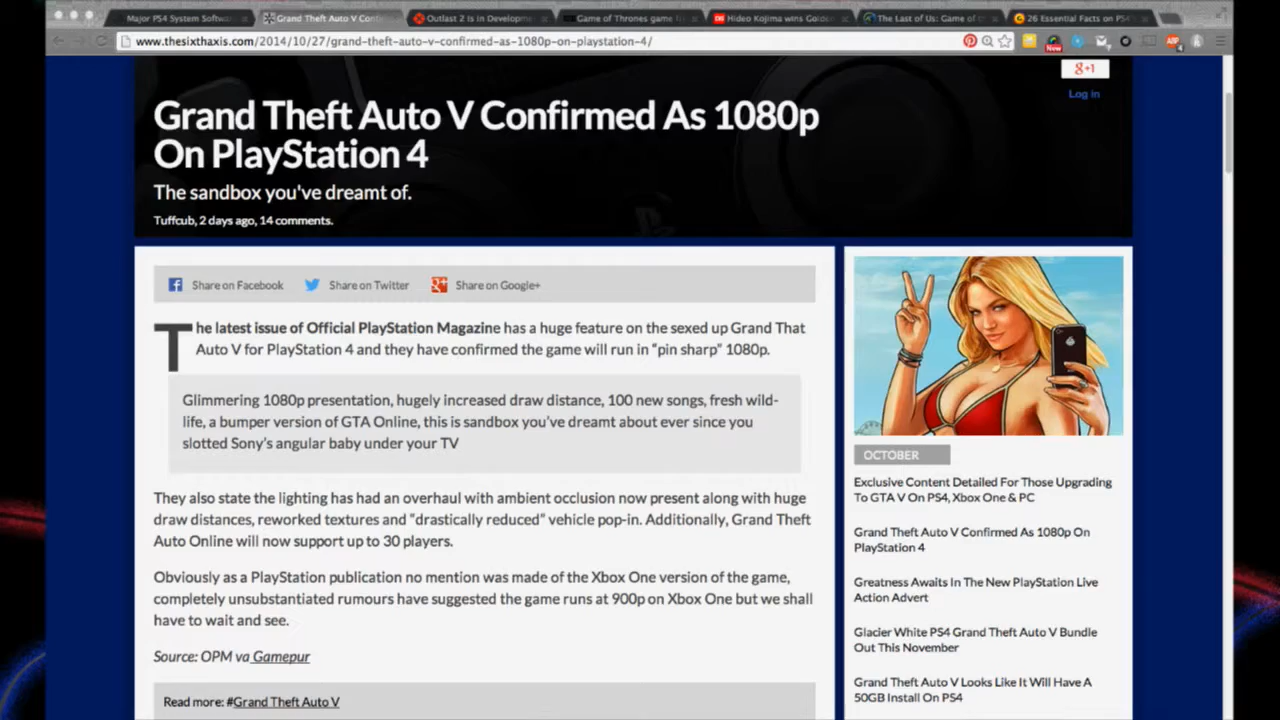 Major PS4 System Softw
Grand Theft Auto V Conf
Outlast 2 Is in Developme
Game of Thrones game
Hideo Kojima wins Golde
The Last of Us: Game of th
26 Essential Facts on PS4
www.thesixthaxis.com/2014/10/27/grand-theft-auto-v-confirmed-as-1080p-on-playstation-4/
New
ABP
4
g+1
Log in
Grand Theft Auto V Confirmed As 1080p
On PlayStation 4
The sandbox you've dreamt of.
Tuffcub, 2 days ago, 14 comments.
Share on Facebook
Share on Twitter
Share on Google+
The latest issue of Official PlayStation Magazine has a huge feature on the sexed up Grand That
Auto V for PlayStation 4 and they have confirmed the game will run in “pin sharp” 1080p.
Glimmering 1080p presentation, hugely increased draw distance, 100 new songs, fresh wild-
life, a bumper version of GTA Online, this is sandbox you've dreamt about ever since you
slotted Sony's angular baby under your TV
They also state the lighting has had an overhaul with ambient occlusion now present along with huge
draw distances, reworked textures and “drastically reduced” vehicle pop-in. Additionally, Grand Theft
Auto Online will now support up to 30 players.
Obviously as a PlayStation publication no mention was made of the Xbox One version of the game,
completely unsubstantiated rumours have suggested the game runs at 900p on Xbox One but we shall
have to wait and see.
Source: OPM va Gamepur
Read more: #Grand Theft Auto V
OCTOBER
Exclusive Content Detailed For Those Upgrading
To GTA V On PS4, Xbox One & PC
Grand Theft Auto V Confirmed As 1080p On
PlayStation 4
Greatness Awaits In The New PlayStation Live
Action Advert
Glacier White PS4 Grand Theft Auto V Bundle
Out This November
Grand Theft Auto V Looks Like It Will Have A
50GB Install On PS4